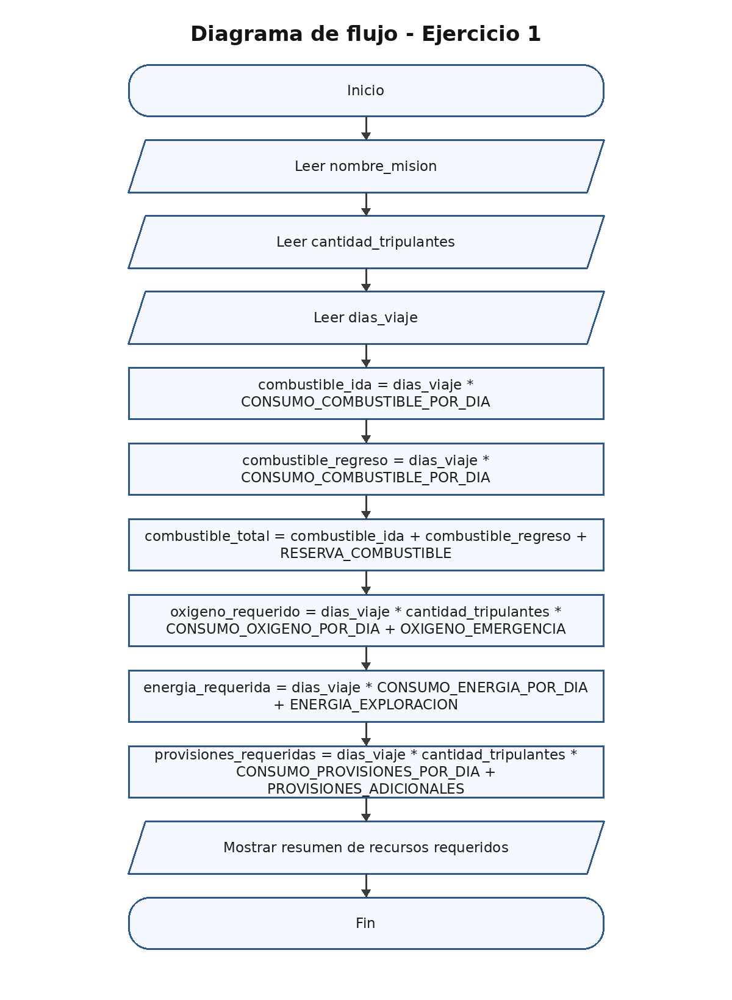 Diagrama de flujo - Ejercicio 1
Inicio
Leer nombre_mision
Leer cantidad_tripulantes
Leer dias_viaje
combustible_ida = dias_viaje *
CONSUMO_COMBUSTIBLE_POR_DIA
combustible_regreso = dias_viaje *
CONSUMO_COMBUSTIBLE_POR_DIA
combustible_total = combustible_ida + combustible_regreso +
RESERVA_COMBUSTIBLE
oxigeno_requerido = dias_viaje * cantidad_tripulantes *
CONSUMO_OXIGENO_POR_DIA + OXIGENO_EMERGENCIA
energia_requerida = dias_viaje * CONSUMO_ENERGIA_POR_DIA
+ ENERGIA_EXPLORACION
provisiones_requeridas = dias_viaje * cantidad_tripulantes *
CONSUMO_PROVISIONES_POR_DIA +
PROVISIONES_ADICIONALES
Mostrar resumen de recursos requeridos
Fin